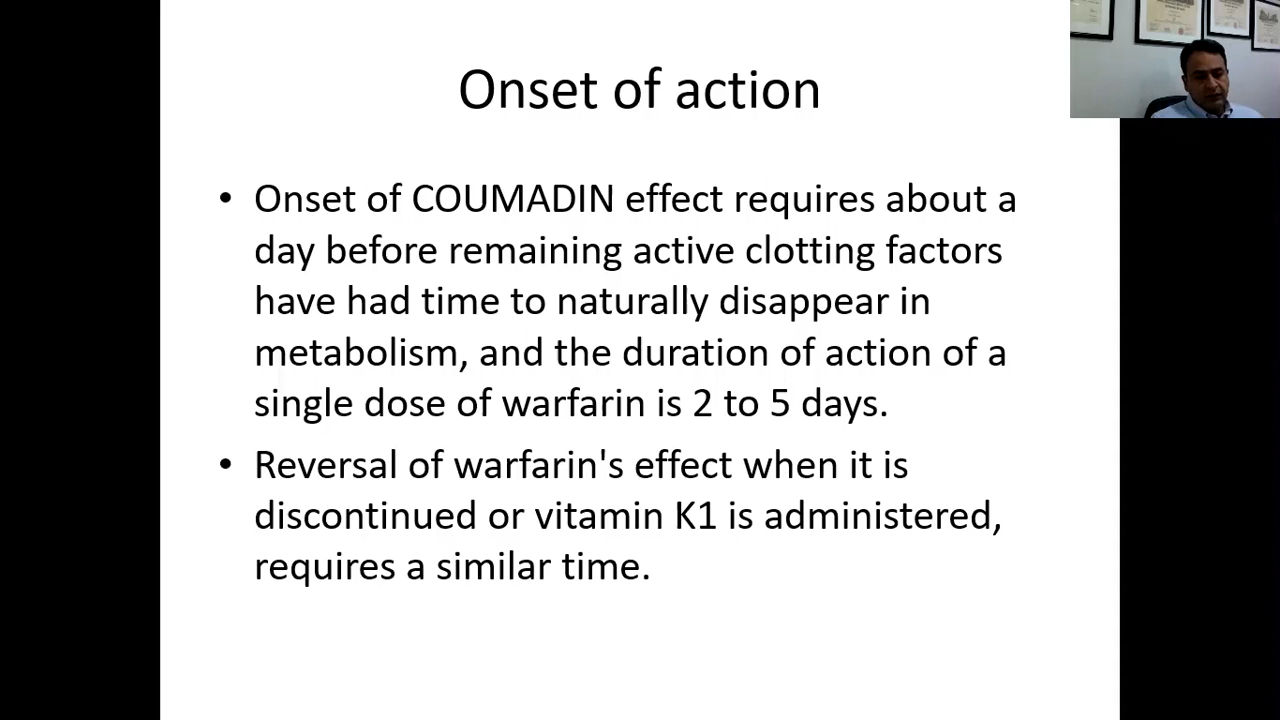 Onset of action
• Onset of COUMADIN effect requires about a
day before remaining active clotting factors
have had time to naturally disappear in
metabolism, and the duration of action of a
single dose of warfarin is 2 to 5 days.
• Reversal of warfarin's effect when it is
discontinued or vitamin K1 is administered,
requires a similar time.